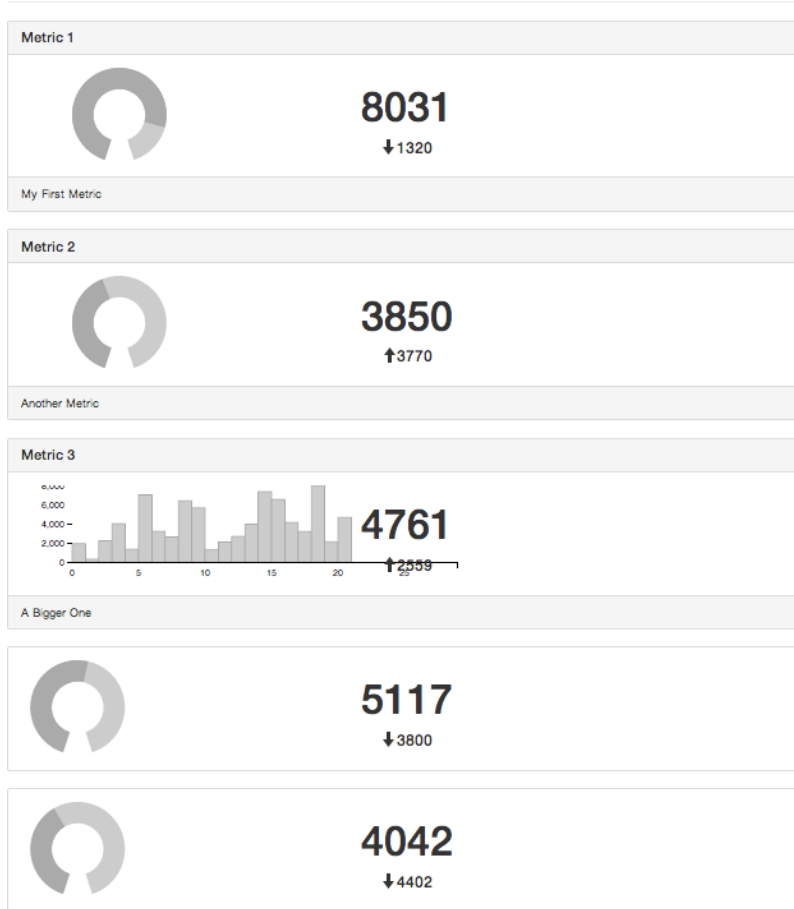 Metric 1
8031
1320
My First Metric
Metric 2
3850
3770
Another Metric
Metric 3
8,000
6,000
4,000
2,000
0
0 5 10 15 20 25
4761
2559
A Bigger One
5117
3800
4042
4402